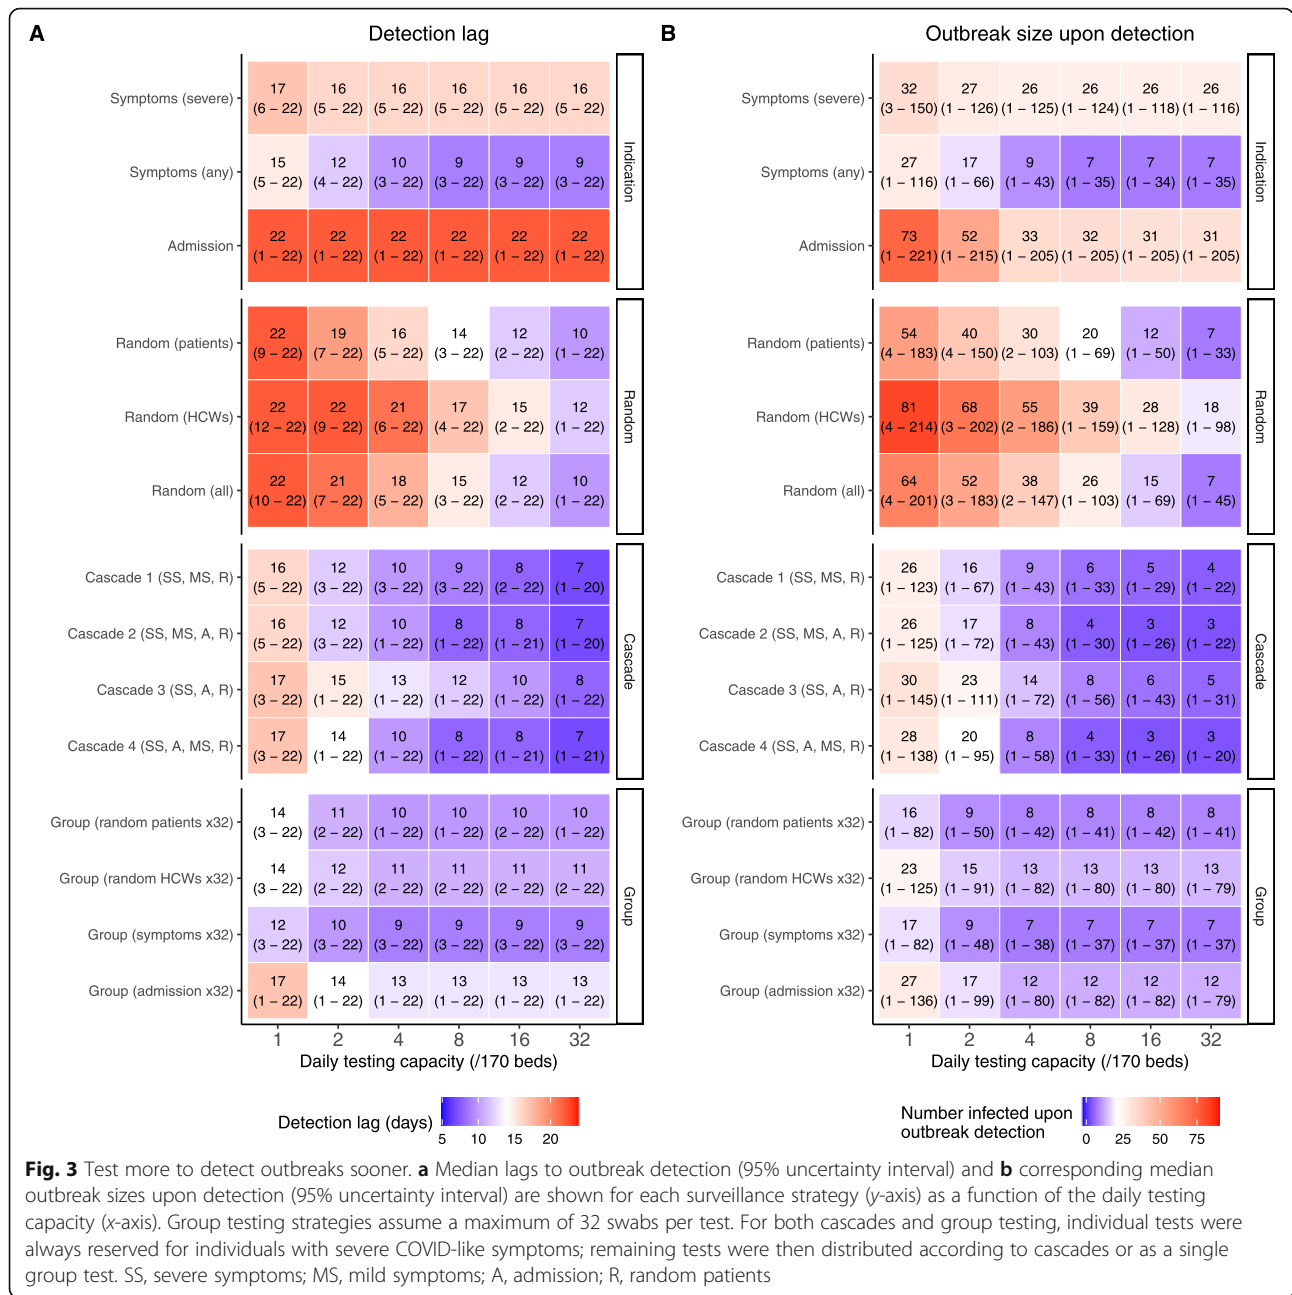 A Detection lag
Symptoms (severe) 17 16 16 16 16 16
(6 − 22) (5 − 22) (5 − 22) (5 − 22) (5 − 22) (5 − 22)
Symptoms (any) 15 12 10 9 9 9
(5 − 22) (4 − 22) (3 − 22) (3 − 22) (3 − 22) (3 − 22)
Admission 22 22 22 22 22 22
(1 − 22) (1 − 22) (1 − 22) (1 − 22) (1 − 22) (1 − 22)
Indication
Random (patients) 22 19 16 14 12 10
(9 − 22) (7 − 22) (5 − 22) (3 − 22) (2 − 22) (1 − 22)
Random (HCWs) 22 22 21 17 15 12
(12 − 22) (9 − 22) (6 − 22) (4 − 22) (2 − 22) (1 − 22)
Random (all) 22 21 18 15 12 10
(10 − 22) (7 − 22) (5 − 22) (3 − 22) (2 − 22) (1 − 22)
Random
Cascade 1 (SS, MS, R) 16 12 10 9 8 7
(5 − 22) (3 − 22) (3 − 22) (3 − 22) (2 − 22) (1 − 20)
Cascade 2 (SS, MS, A, R) 16 12 10 8 8 7
(5 − 22) (3 − 22) (1 − 22) (1 − 22) (1 − 21) (1 − 20)
Cascade 3 (SS, A, R) 17 15 13 12 10 8
(3 − 22) (1 − 22) (1 − 22) (1 − 22) (1 − 22) (1 − 22)
Cascade 4 (SS, A, MS, R) 17 14 10 8 8 7
(3 − 22) (1 − 22) (1 − 22) (1 − 22) (1 − 21) (1 − 21)
Cascade
Group (random patients x32) 14 11 10 10 10 10
(3 − 22) (2 − 22) (1 − 22) (1 − 22) (1 − 22) (1 − 22)
Group (random HCWs x32) 14 12 11 11 11 11
(3 − 22) (2 − 22) (2 − 22) (2 − 22) (2 − 22) (2 − 22)
Group (symptoms x32) 12 10 9 9 9 9
(3 − 22) (3 − 22) (3 − 22) (3 − 22) (3 − 22) (3 − 22)
Group (admission x32) 17 14 13 13 13 13
(1 − 22) (1 − 22) (1 − 22) (1 − 22) (1 − 22) (1 − 22)
Group
1 2 4 8 16 32
Daily testing capacity (/170 beds)
Detection lag (days)
5 10 15 20
B Outbreak size upon detection
Symptoms (severe) 32 27 26 26 26 26
(3 − 150) (1 − 126) (1 − 125) (1 − 124) (1 − 118) (1 − 116)
Symptoms (any) 27 17 9 7 7 7
(1 − 116) (1 − 66) (1 − 43) (1 − 35) (1 − 34) (1 − 35)
Admission 73 52 33 32 31 31
(1 − 221) (1 − 215) (1 − 205) (1 − 205) (1 − 205) (1 − 205)
Indication
Random (patients) 54 40 30 20 12 7
(4 − 183) (4 − 150) (2 − 103) (1 − 69) (1 − 50) (1 − 33)
Random (HCWs) 81 68 55 39 28 18
(4 − 214) (3 − 202) (2 − 186) (1 − 159) (1 − 128) (1 − 98)
Random (all) 64 52 38 26 15 7
(4 − 201) (3 − 183) (2 − 147) (1 − 103) (1 − 69) (1 − 45)
Random
Cascade 1 (SS, MS, R) 26 16 9 6 5 4
(1 − 123) (1 − 67) (1 − 43) (1 − 33) (1 − 29) (1 − 22)
Cascade 2 (SS, MS, A, R) 26 17 8 4 3 3
(1 − 125) (1 − 72) (1 − 43) (1 − 30) (1 − 26) (1 − 22)
Cascade 3 (SS, A, R) 30 23 14 8 6 5
(1 − 145) (1 − 111) (1 − 72) (1 − 56) (1 − 43) (1 − 31)
Cascade 4 (SS, A, MS, R) 28 20 8 4 3 3
(1 − 138) (1 − 95) (1 − 58) (1 − 33) (1 − 26) (1 − 20)
Cascade
Group (random patients x32) 16 9 8 8 8 8
(1 − 82) (1 − 50) (1 − 42) (1 − 41) (1 − 42) (1 − 41)
Group (random HCWs x32) 23 15 13 13 13 13
(1 − 125) (1 − 91) (1 − 82) (1 − 80) (1 − 80) (1 − 79)
Group (symptoms x32) 17 9 7 7 7 7
(1 − 82) (1 − 48) (1 − 38) (1 − 37) (1 − 37) (1 − 37)
Group (admission x32) 27 17 12 12 12 12
(1 − 136) (1 − 99) (1 − 80) (1 − 82) (1 − 82) (1 − 79)
Group
1 2 4 8 16 32
Daily testing capacity (/170 beds)
Number infected upon
outbreak detection
0 25 50 75
Fig. 3 Test more to detect outbreaks sooner. a Median lags to outbreak detection (95% uncertainty interval) and b corresponding median
outbreak sizes upon detection (95% uncertainty interval) are shown for each surveillance strategy (y-axis) as a function of the daily testing
capacity (x-axis). Group testing strategies assume a maximum of 32 swabs per test. For both cascades and group testing, individual tests were
always reserved for individuals with severe COVID-like symptoms; remaining tests were then distributed according to cascades or as a single
group test. SS, severe symptoms; MS, mild symptoms; A, admission; R, random patients